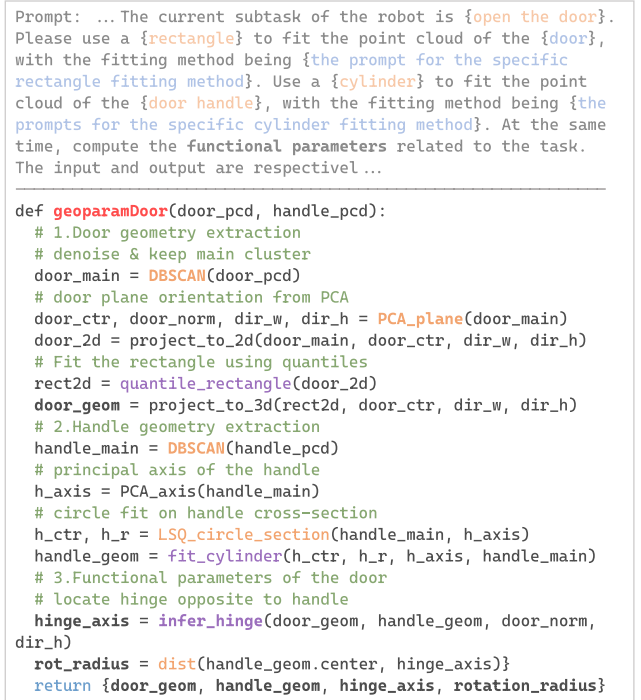 Prompt: ...The current subtask of the robot is {open the door}.
Please use a {rectangle} to fit the point cloud of the {door},
with the fitting method being {the prompt for the specific
rectangle fitting method}. Use a {cylinder} to fit the point
cloud of the {door handle}, with the fitting method being {the
prompts for the specific cylinder fitting method}. At the same
time, compute the functional parameters related to the task.
The input and output are respectivel...
def geoparamDoor(door_pcd, handle_pcd):
# 1.Door geometry extraction
# denoise & keep main cluster
door_main = DBSCAN(door_pcd)
# door plane orientation from PCA
door_ctr, door_norm, dir_w, dir_h = PCA_plane(door_main)
door_2d = project_to_2d(door_main, door_ctr, dir_w, dir_h)
# Fit the rectangle using quantiles
rect2d = quantile_rectangle(door_2d)
door_geom = project_to_3d(rect2d, door_ctr, dir_w, dir_h)
# 2.Handle geometry extraction
handle_main = DBSCAN(handle_pcd)
# principal axis of the handle
h_axis = PCA_axis(handle_main)
# circle fit on handle cross-section
h_ctr, h_r = LSQ_circle_section(handle_main, h_axis)
handle_geom = fit_cylinder(h_ctr, h_r, h_axis, handle_main)
# 3.Functional parameters of the door
# locate hinge opposite to handle
hinge_axis = infer_hinge(door_geom, handle_geom, door_norm,
dir_h)
rot_radius = dist(handle_geom.center, hinge_axis)}
return {door_geom, handle_geom, hinge_axis, rotation_radius}